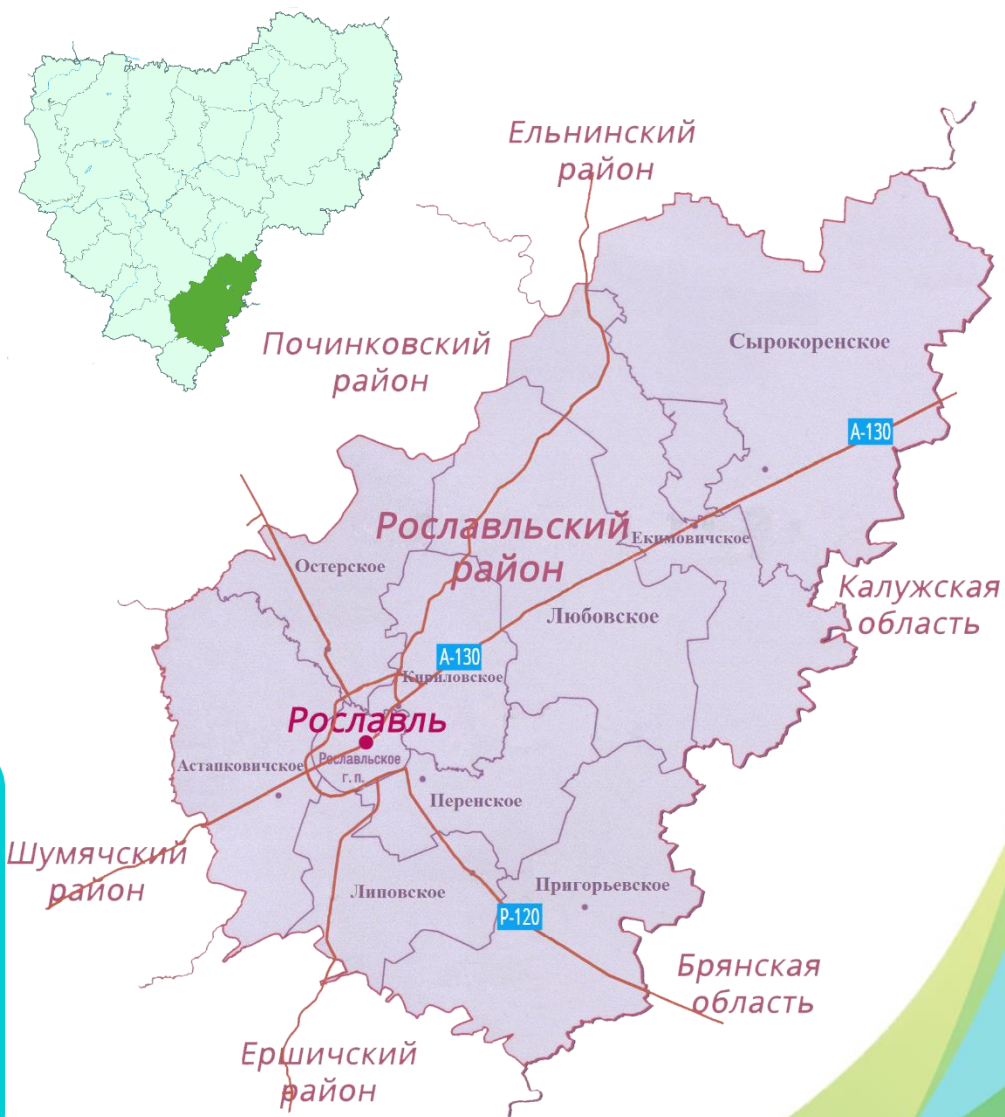 Ельнинский
район
Починковский
район
Сырокоренское
А-130
Рославльский
район
Екимовичское
Остерское
Калужская
область
Любовское
А-130
Кириловское
Рославль
Рославльское
г. п.
Астапковичское
Перенское
Шумячский
район
Липовское
Пригорьевское
Р-120
Брянская
область
Ершичский
район